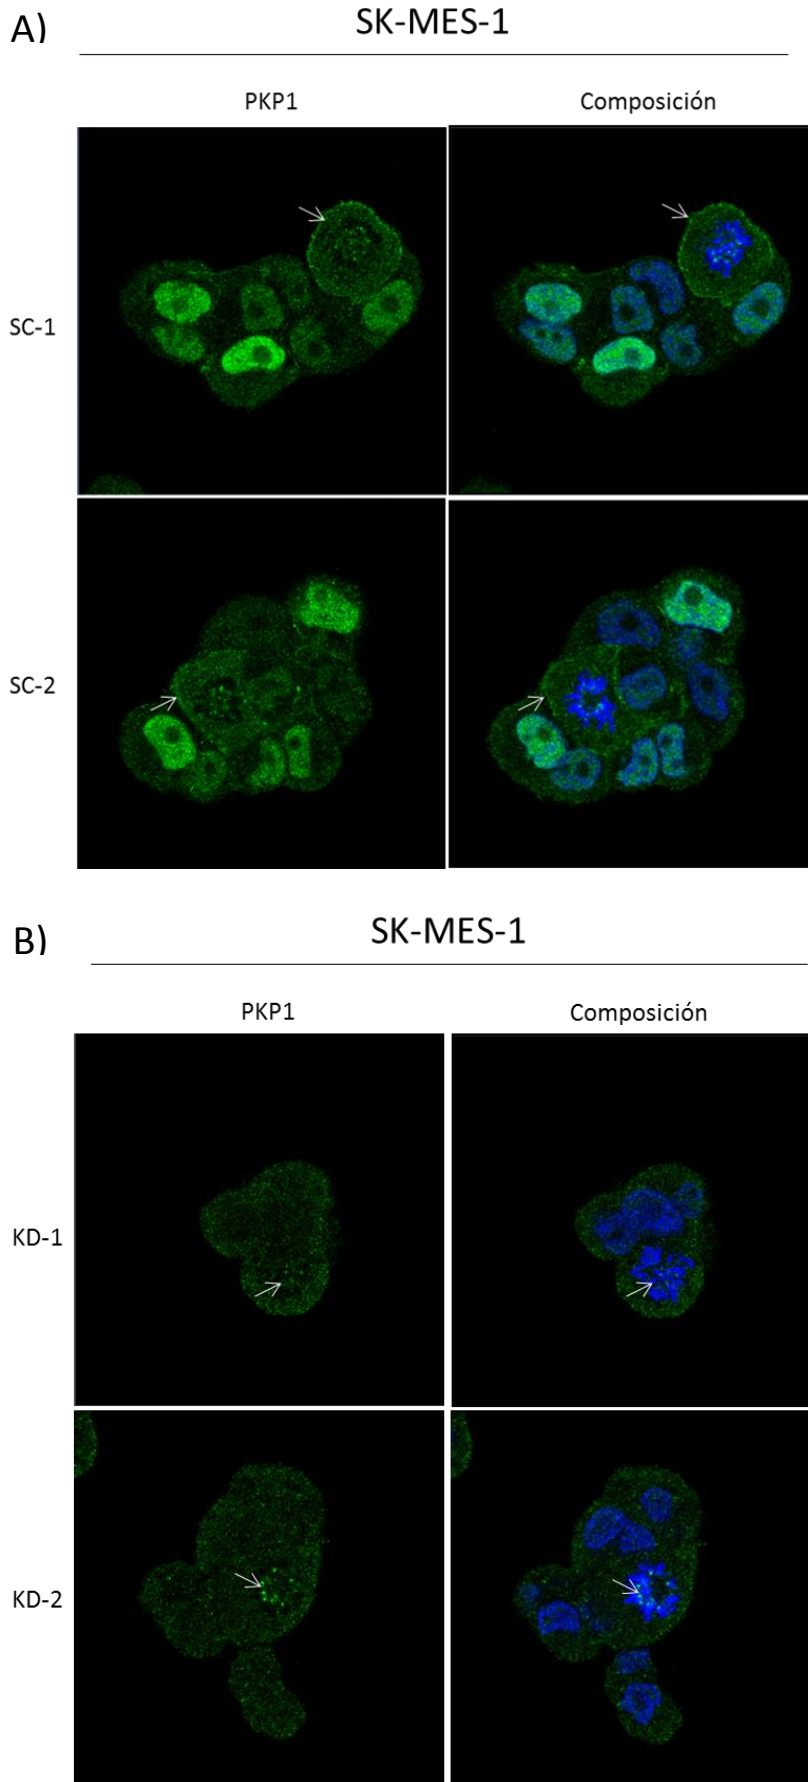 A)
SK-MES-1
PKP1 Composición
SC-1
SC-2
B)
SK-MES-1
PKP1 Composición
KD-1
KD-2